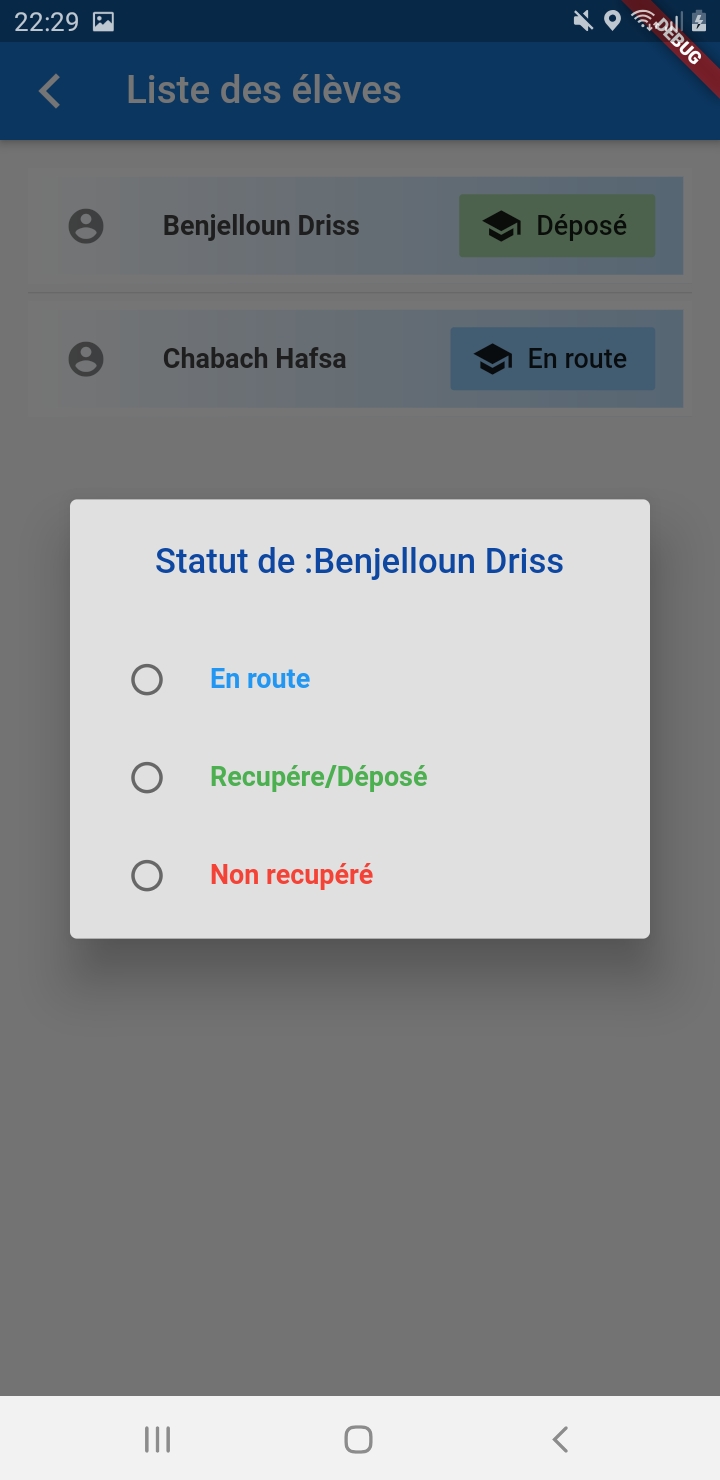 22:29
DEBUG
Liste des élèves
Benjelloun Driss
Déposé
Chabach Hafsa
En route
Statut de :Benjelloun Driss
En route
Recupére/Déposé
Non recupéré